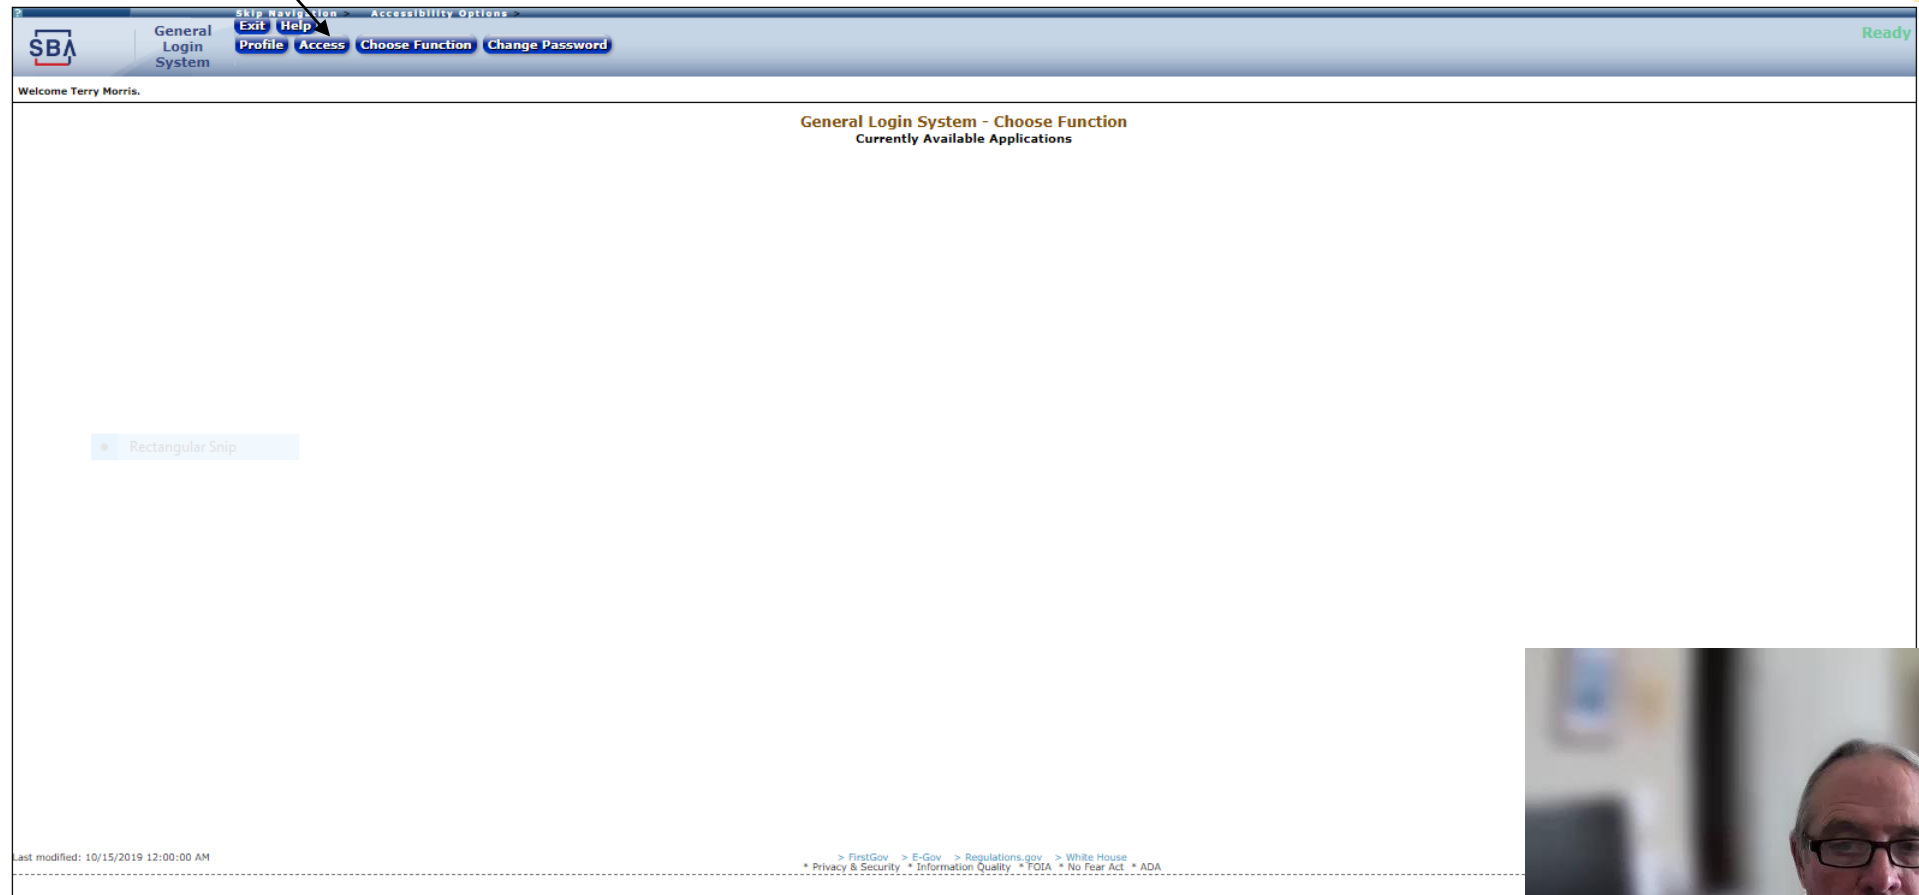 ? Skip Navigation > Accessibility Options >
SBA
General
Login
System
Exit Help
Profile Access Choose Function Change Password
Ready
Welcome Terry Morris.
General Login System - Choose Function
Currently Available Applications
Rectangular Snip
Last modified: 10/15/2019 12:00:00 AM
> FirstGov > E-Gov > Regulations.gov > White House
* Privacy & Security * Information Quality * FOIA * No Fear Act * ADA